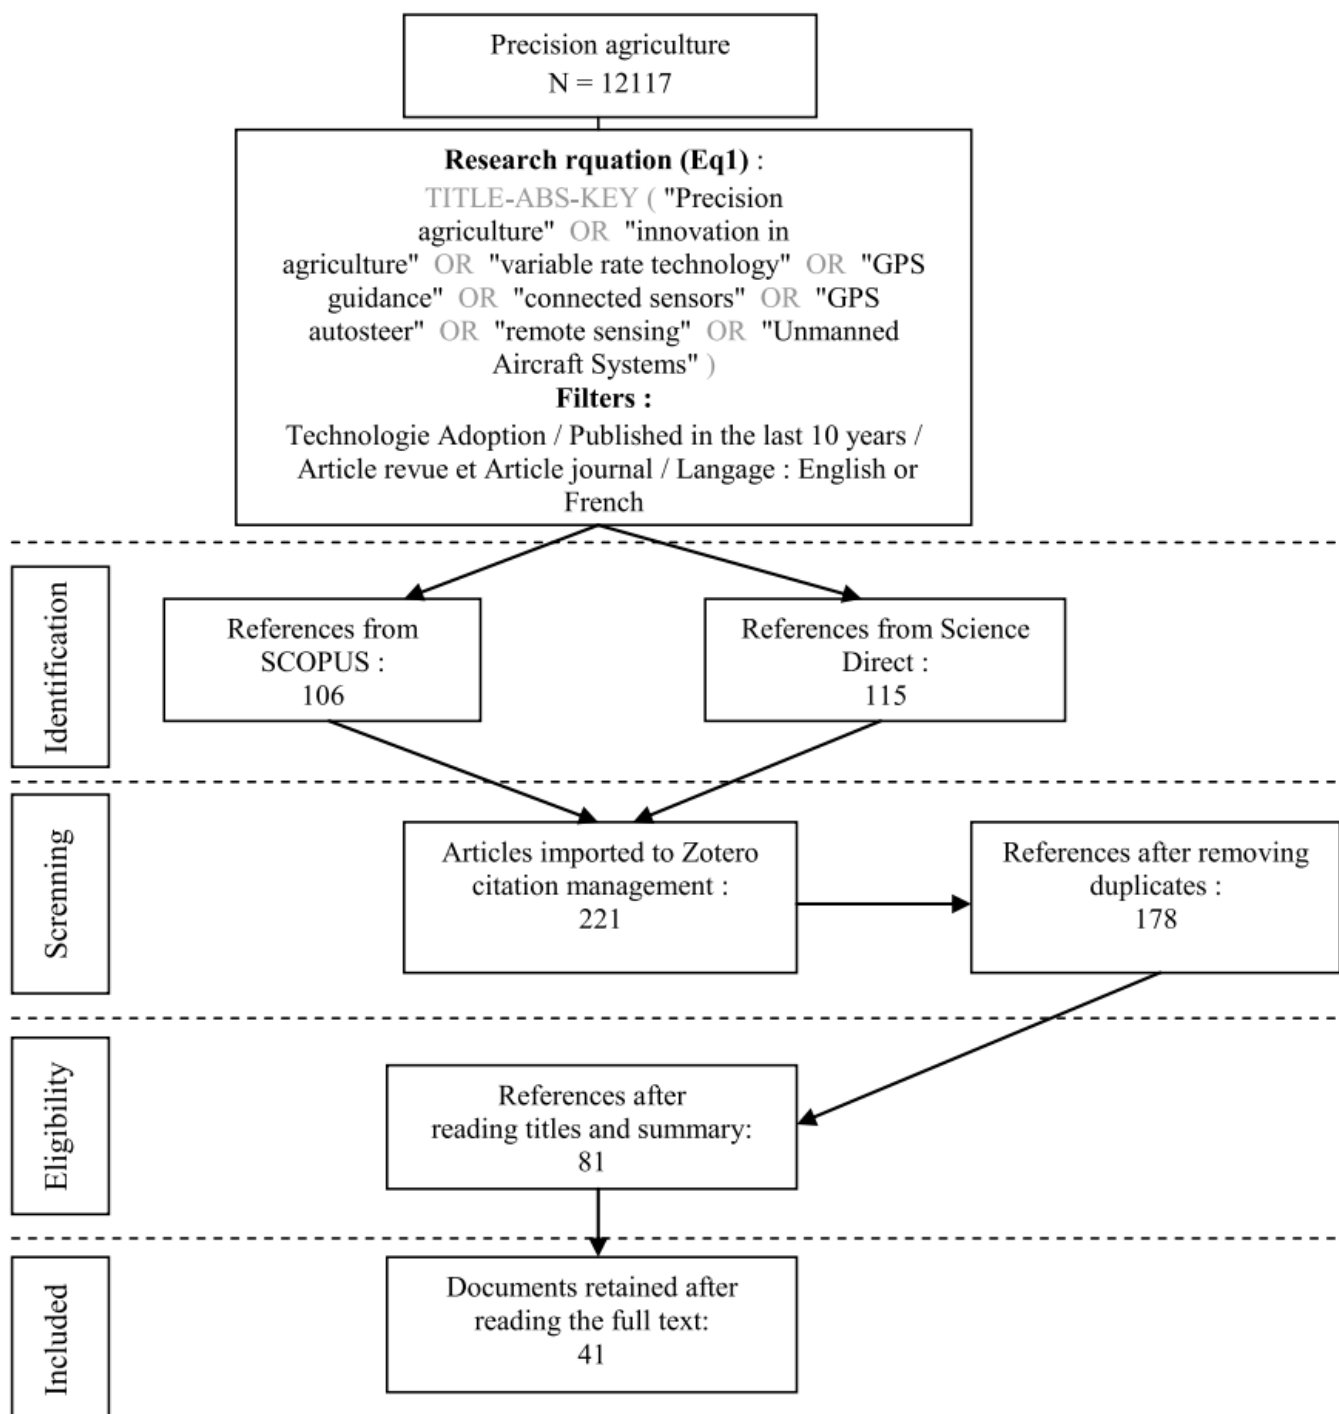 Precision agriculture
N = 12117
Research rquation (Eq1) :
TITLE-ABS-KEY ( "Precision
agriculture" OR "innovation in
agriculture" OR "variable rate technology" OR "GPS
guidance" OR "connected sensors" OR "GPS
autosteer" OR "remote sensing" OR "Unmanned
Aircraft Systems" )
Filters :
Technologie Adoption / Published in the last 10 years /
Article revue et Article journal / Langage : English or
French
Identification
References from
SCOPUS :
106
References from Science
Direct :
115
Screnning
Articles imported to Zotero
citation management :
221
References after removing
duplicates :
178
Eligibility
References after
reading titles and summary:
81
Included
Documents retained after
reading the full text:
41